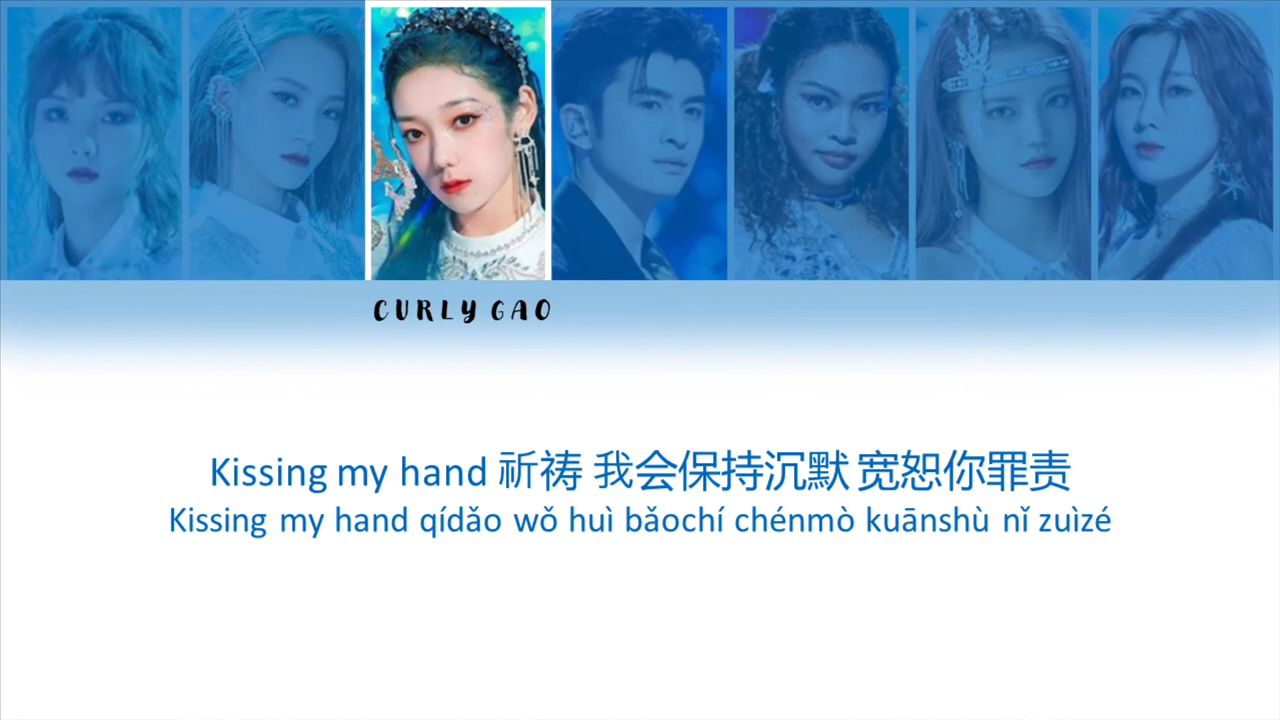 CURLY GAO
Kissing my hand 祈祷 我会保持沉默 宽恕你罪责
Kissing my hand qídǎo wǒ huì bǎochí chénmò kuānshù nǐ zuìzé